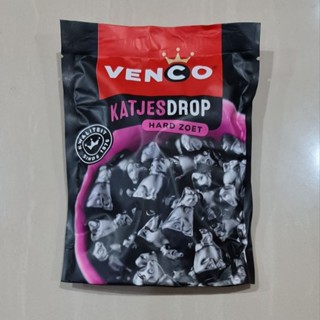 VENCO
KATJESDROP
HARD ZOET
KWALITEIT
SINDS 1878